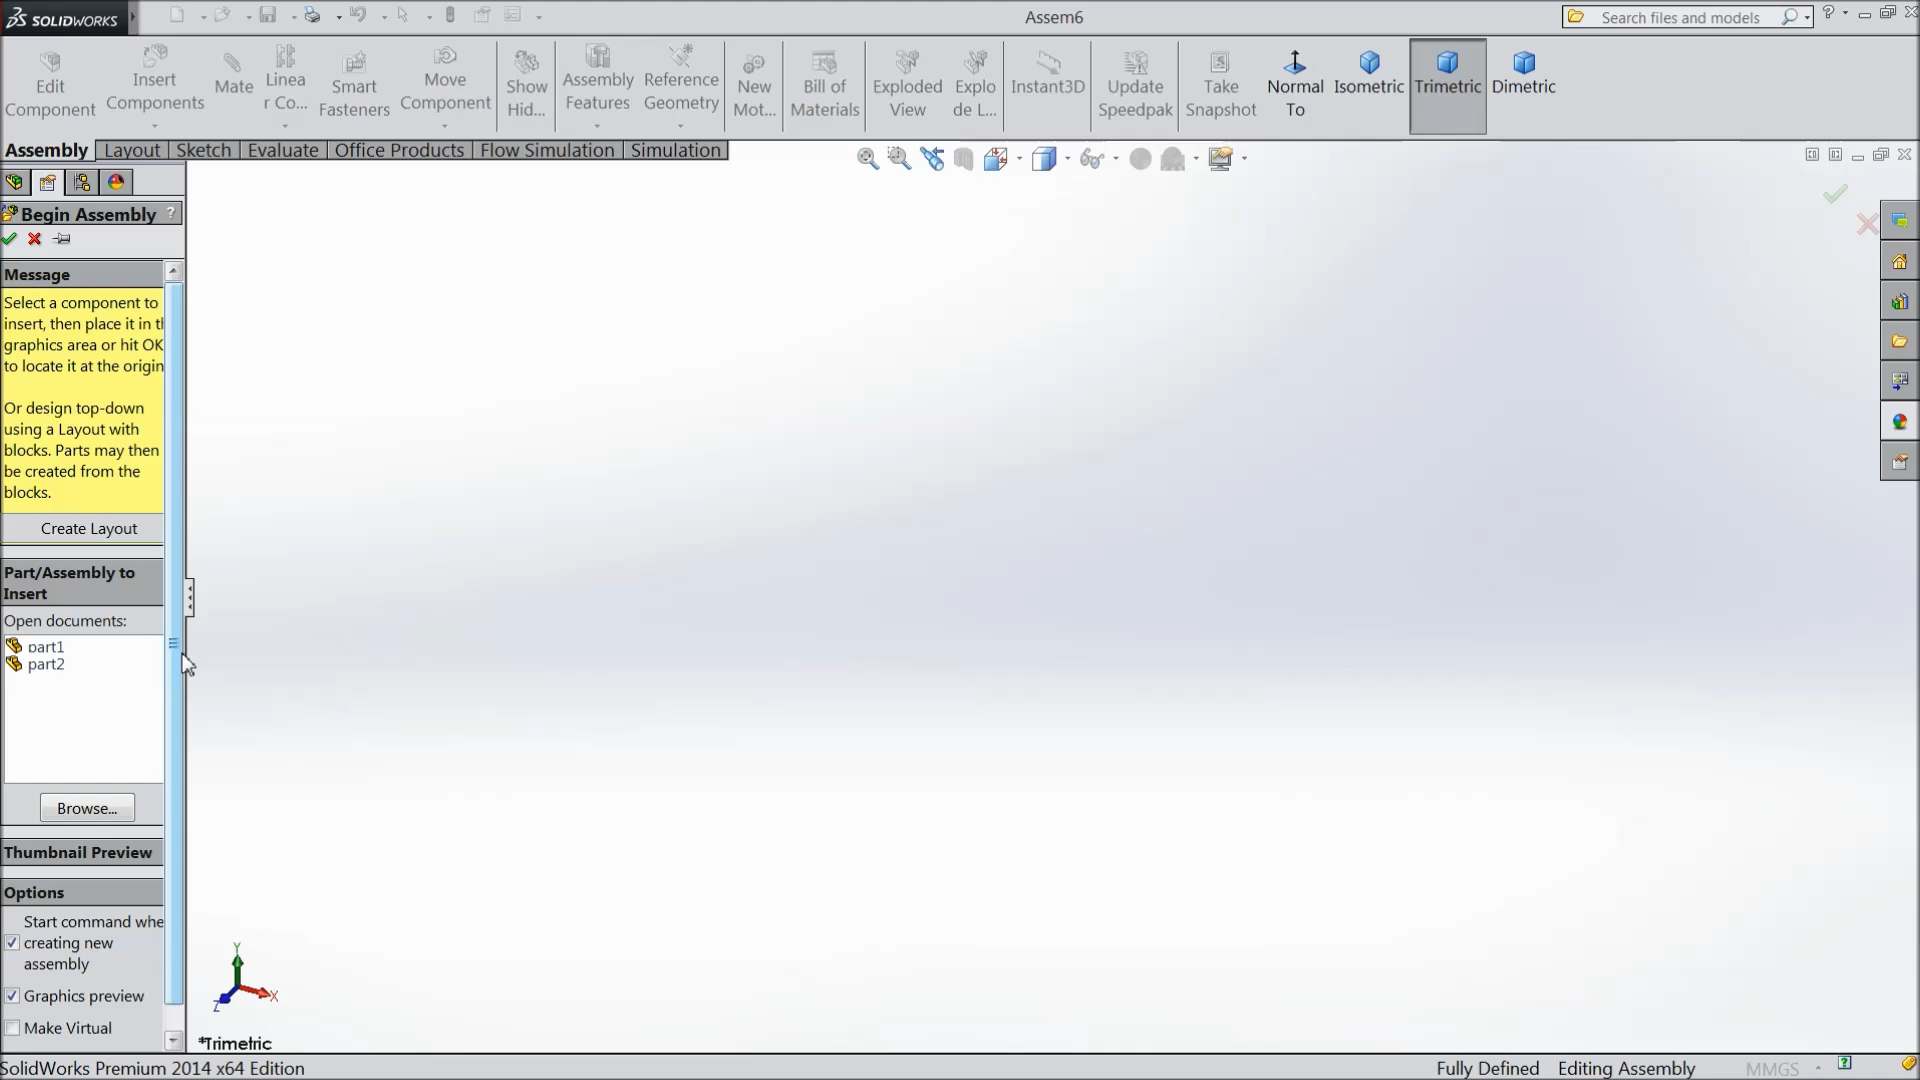 SOLIDWORKS
Assem6
Search files and models
Edit Component
Insert Components
Mate
Linea r Co...
Smart Fasteners
Move Component
Show Hid...
Assembly Features
Reference Geometry
New Mot...
Bill of Materials
Exploded View
Explo de L...
Instant3D
Update Speedpak
Take Snapshot
Normal To
Isometric
Trimetric
Dimetric
Assembly
Layout
Sketch
Evaluate
Office Products
Flow Simulation
Simulation
Begin Assembly
?
Message
Select a component to
insert, then place it in th
graphics area or hit OK
to locate it at the origin
Or design top-down
using a Layout with
blocks. Parts may then
be created from the
blocks.
Create Layout
Part/Assembly to
Insert
Open documents:
part1
part2
Browse...
Thumbnail Preview
Options
Start command whe
creating new
assembly
Graphics preview
Make Virtual
Y
X
Z
*Trimetric
SolidWorks Premium 2014 x64 Edition
Fully Defined
Editing Assembly
MMGS